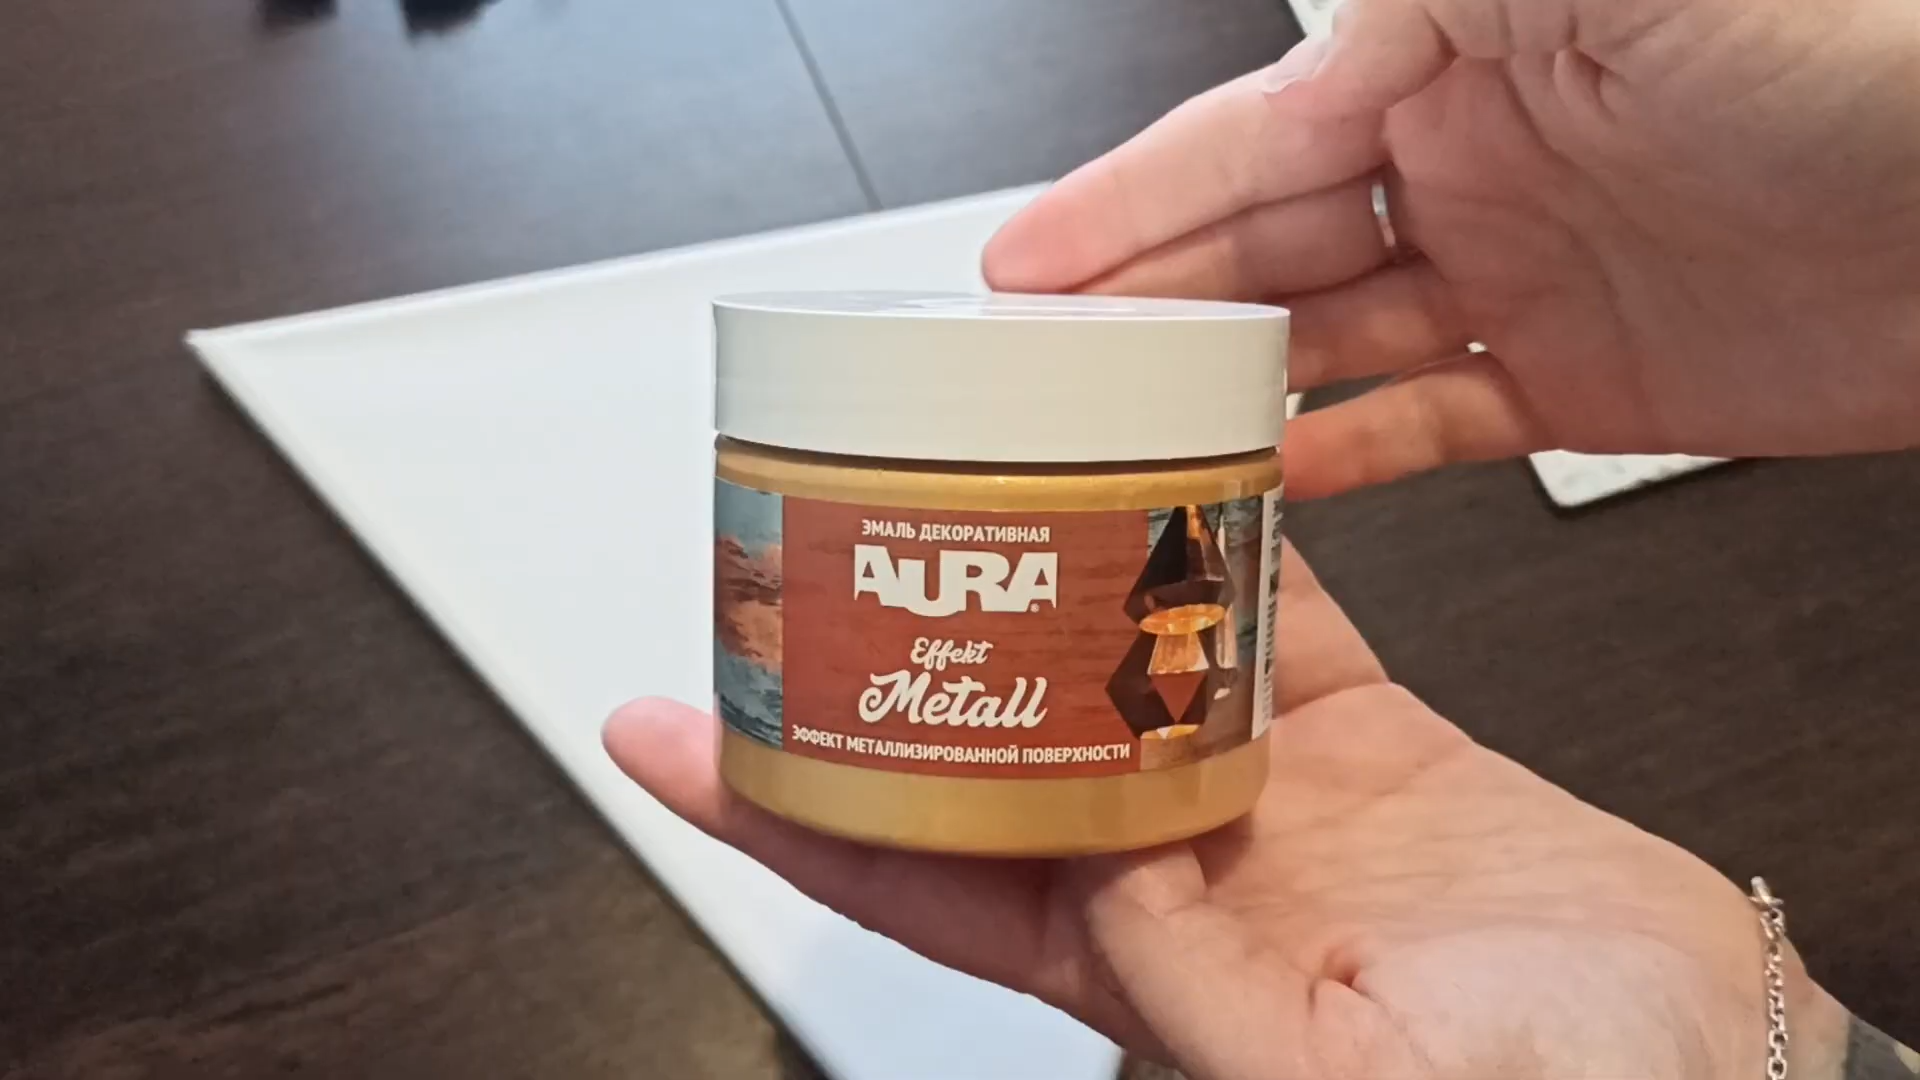 ЭМАЛЬ ДЕКОРАТИВНАЯ
AURA®
Effekt
Metall
ЭФФЕКТ МЕТАЛЛИЗИРОВАННОЙ ПОВЕРХНОСТИ